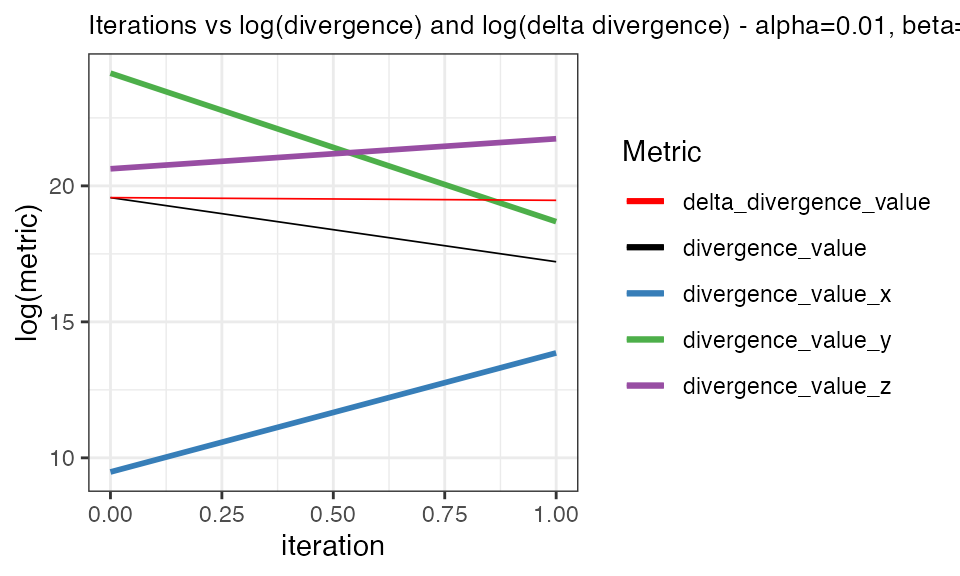 Iterations vs log(divergence) and log(delta divergence) - alpha=0.01, beta=
log(metric)
20
15
10
0.00 0.25 0.50 0.75 1.00
iteration
Metric
delta_divergence_value
divergence_value
divergence_value_x
divergence_value_y
divergence_value_z